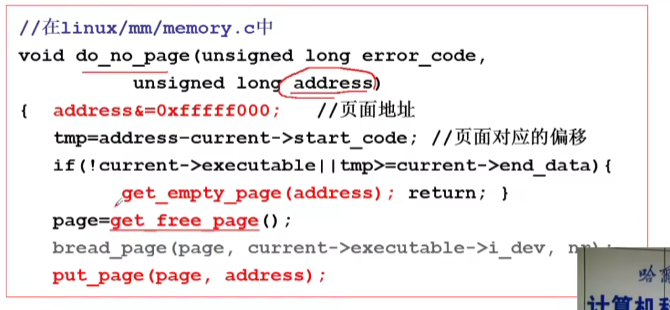 //在linux/mm/memory.c中
void do_no_page(unsigned long error_code,
unsigned long address)
{ address&=0xfffff000; //页面地址
tmp=address-current->start_code; //页面对应的偏移
if(!current->executable||tmp>=current->end_data){
get_empty_page(address); return; }
page=get_free_page();
bread_page(page, current->executable->i_dev, nr);
put_page(page, address);
哈
计算机科